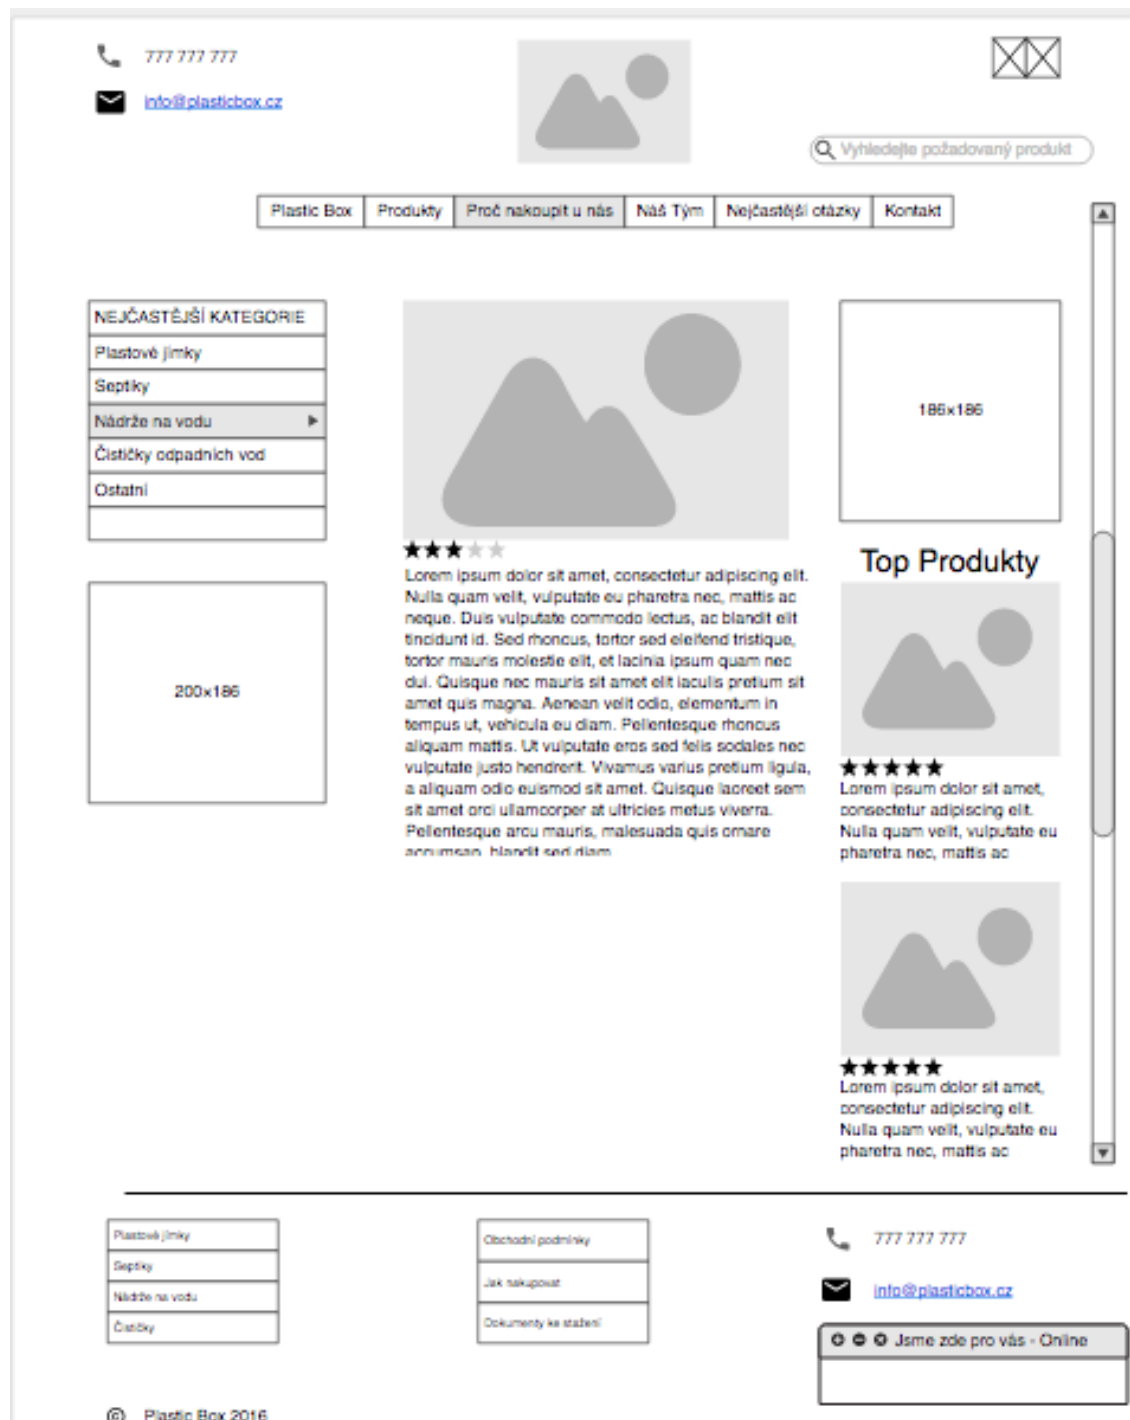 777 777 777
info@plasticbox.cz
Vyhledejte požadovaný produkt
Plastic Box
Produkty
Proč nakoupit u nás
Náš Tým
Nejčastější otázky
Kontakt
NEJČASTĚJŠÍ KATEGORIE
Plastové jímky
Septiky
Nádrže na vodu
Čističky odpadních vod
Ostatní
200x186
Lorem ipsum dolor sit amet, consectetur adipiscing elit.
Nulla quam velit, vulputate eu pharetra nec, mattis ac
neque. Duis vulputate commodo lectus, ac blandit elit
tincidunt id. Sed rhoncus, tortor sed eleifend tristique,
tortor mauris molestie elit, et lacinia ipsum quam nec
dui. Quisque nec mauris sit amet elit iaculis pretium sit
amet quis magna. Aenean velit odio, elementum in
tempus ut, vehicula eu diam. Pellentesque rhoncus
aliquam mattis. Ut vulputate eros sed felis sodales nec
vulputate justo hendrerit. Vivamus varius pretium ligula,
a aliquam odio euismod sit amet. Quisque laoreet sem
sit amet orci ullamcorper at ultricies metus viverra.
Pellentesque arcu mauris, malesuada quis ornare
accumsan, blandit sed diam.
186x186
Top Produkty
Lorem ipsum dolor sit amet,
consectetur adipiscing elit.
Nulla quam velit, vulputate eu
pharetra nec, mattis ac
Lorem ipsum dolor sit amet,
consectetur adipiscing elit.
Nulla quam velit, vulputate eu
pharetra nec, mattis ac
Plastové jímky
Septiky
Nádrže na vodu
Čističky
Obchodní podmínky
Jak nakupovat
Dokumenty ke stažení
777 777 777
info@plasticbox.cz
Jsme zde pro vás - Online
© Plastic Box 2016